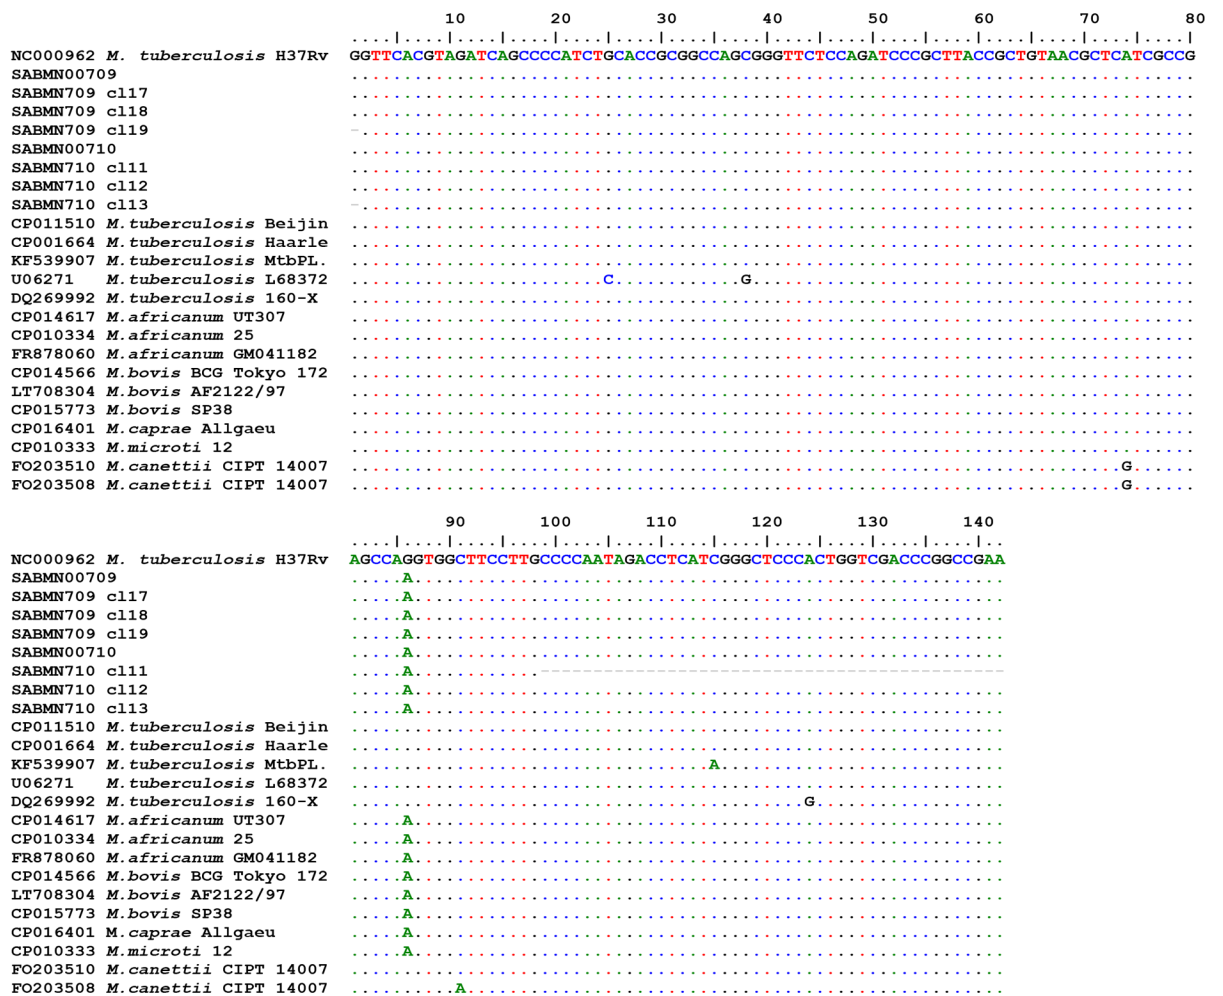 10 20 30 40 50 60 70 80
NC000962 M. tuberculosis H37Rv GGTTCACGTAGATCAGCCCCATCTGCACCGCGGCCAGCGGGTTCTCCAGATCCCGCTTACCGCTGTAACGCTCATCGCCG
SABMN00709
SABMN709 cl17
SABMN709 cl18
SABMN709 cl19 -
SABMN00710
SABMN710 cl11
SABMN710 cl12
SABMN710 cl13 -
CP011510 M.tuberculosis Beijin
CP001664 M.tuberculosis Haarle
KF539907 M.tuberculosis MtbPL.
U06271 M.tuberculosis L68372 C G
DQ269992 M.tuberculosis 160-X
CP014617 M.africanum UT307
CP010334 M.africanum 25
FR878060 M.africanum GM041182
CP014566 M.bovis BCG Tokyo 172
LT708304 M.bovis AF2122/97
CP015773 M.bovis SP38
CP016401 M.caprae Allgaeu
CP010333 M.microti 12
FO203510 M.canettii CIPT 14007 G
FO203508 M.canettii CIPT 14007 G
90 100 110 120 130 140
NC000962 M. tuberculosis H37Rv AGCCAGGTGGCTTCCTTGCCCCAATAGACCTCATCGGGCTCCCACTGGTCGACCCGGCCGAA
SABMN00709 A
SABMN709 cl17 A
SABMN709 cl18 A
SABMN709 cl19 A
SABMN00710 A
SABMN710 cl11 A --------------------------------------------
SABMN710 cl12 A
SABMN710 cl13 A
CP011510 M.tuberculosis Beijin
CP001664 M.tuberculosis Haarle
KF539907 M.tuberculosis MtbPL. A
U06271 M.tuberculosis L68372
DQ269992 M.tuberculosis 160-X G
CP014617 M.africanum UT307 A
CP010334 M.africanum 25 A
FR878060 M.africanum GM041182 A
CP014566 M.bovis BCG Tokyo 172 A
LT708304 M.bovis AF2122/97 A
CP015773 M.bovis SP38 A
CP016401 M.caprae Allgaeu A
CP010333 M.microti 12 A
FO203510 M.canettii CIPT 14007
FO203508 M.canettii CIPT 14007 A